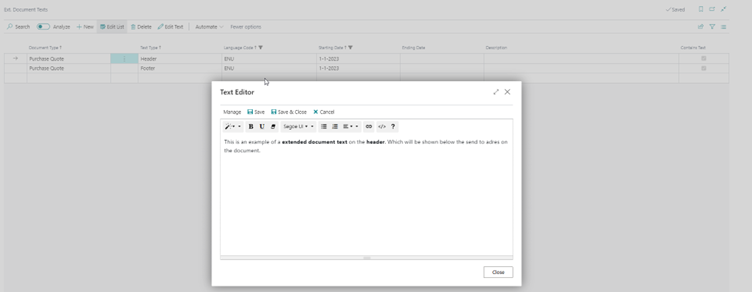 Ext. Document Texts
Saved
Search Analyze + New Edit List Delete Edit Text Automate Fewer options
Document Type ↑ Text Type ↑ Language Code ↑ Starting Date ↑ Ending Date Description Contains Text
→ Purchase Quote Header ENU 1-1-2023
Purchase Quote Footer ENU 1-1-2023
Text Editor
Manage Save Save & Close Cancel
B U Segoe UI </> ?
This is an example of a extended document text on the header. Which will be shown below the send to adres on
the document.
Close